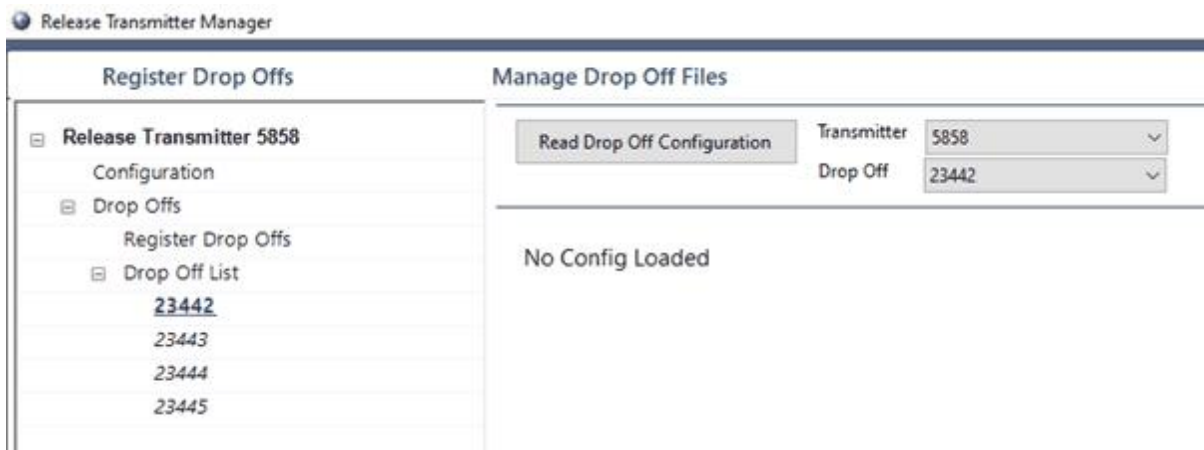 Release Transmitter Manager
Register Drop Offs
Release Transmitter 5858
Configuration
Drop Offs
Register Drop Offs
Drop Off List
23442
23443
23444
23445
Manage Drop Off Files
Read Drop Off Configuration
Transmitter 5858
Drop Off 23442
No Config Loaded